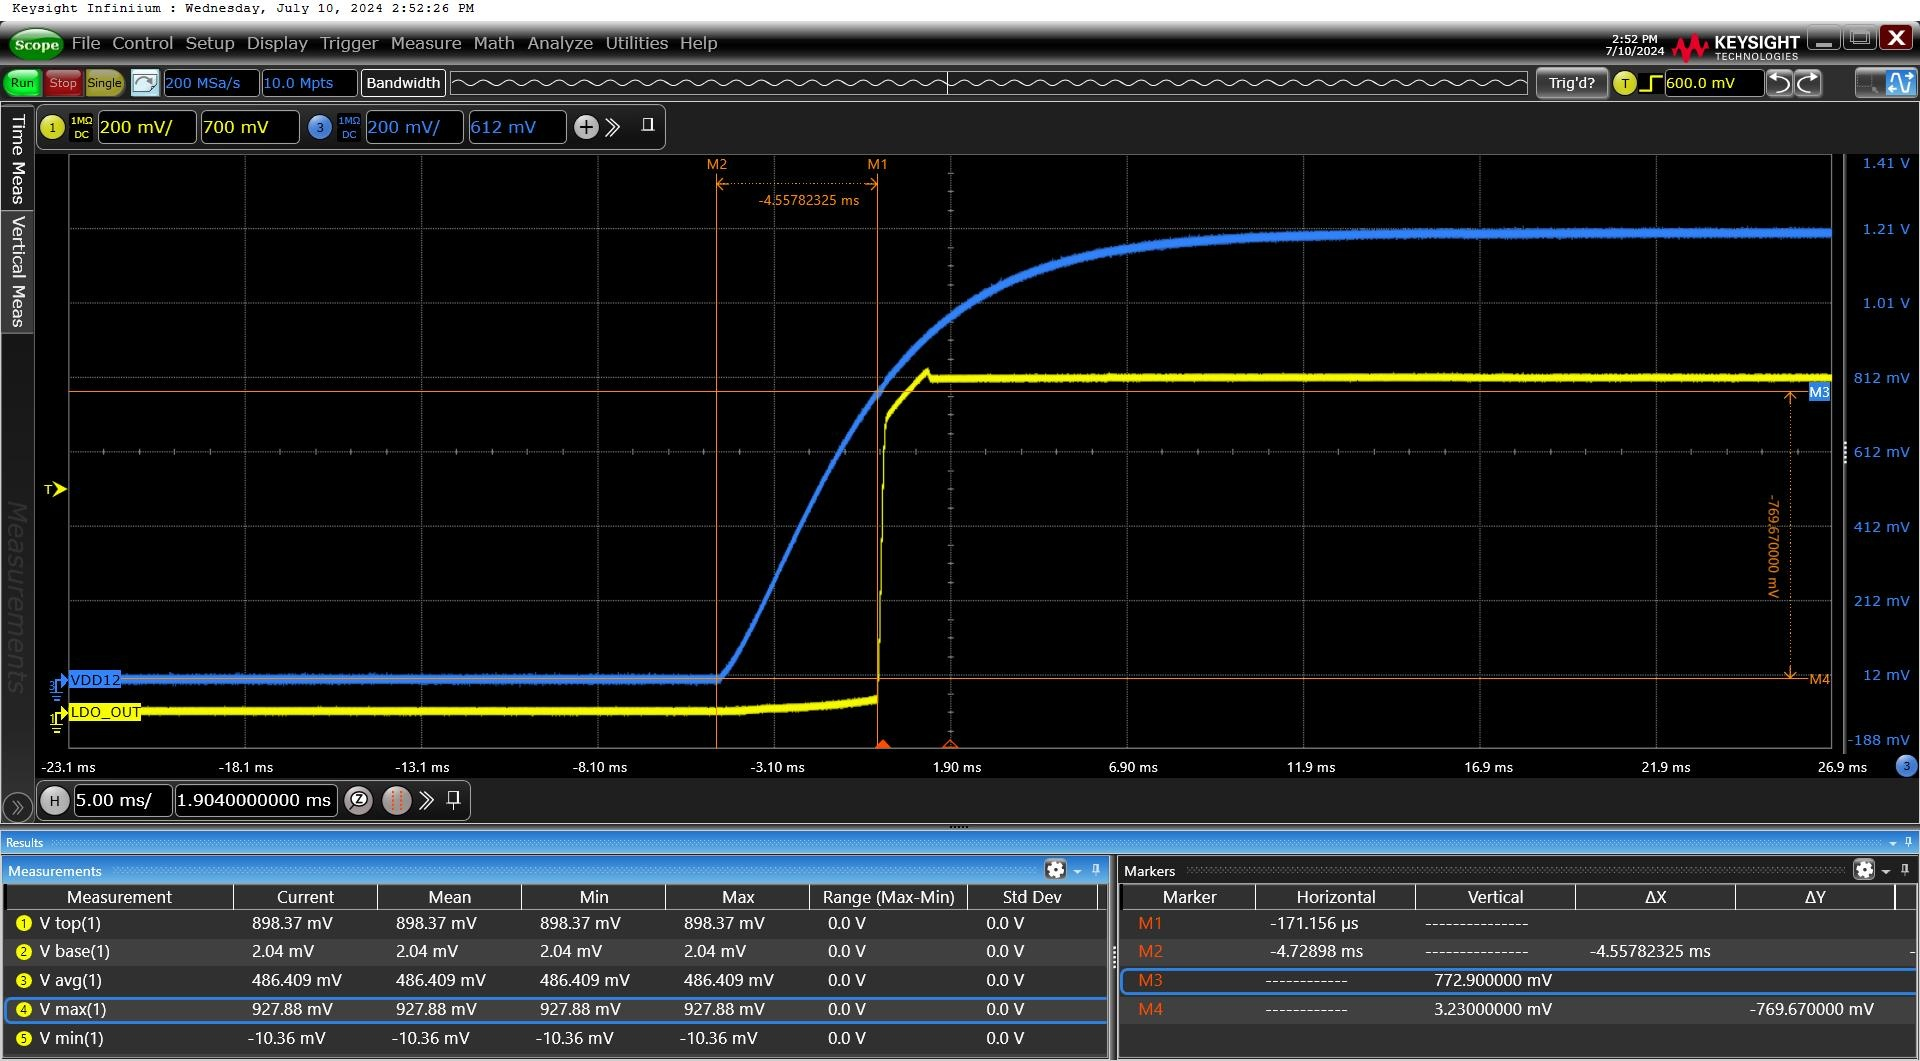 Keysight Infiniium : Wednesday, July 10, 2024 2:52:26 PM
Scope File Control Setup Display Trigger Measure Math Analyze Utilities Help
2:52 PM
7/10/2024
KEYSIGHT
TECHNOLOGIES
X
Run Stop Single 200 MSa/s 10.0 Mpts Bandwidth Trig'd? T 600.0 mV
1 1MΩ DC 200 mV/ 700 mV 3 1MΩ DC 200 mV/ 612 mV
Time Meas
Vertical Meas
Measurements
M2 M1
-4.55782325 ms
1.41 V
1.21 V
1.01 V
812 mV
M3
612 mV
T
-769.670000 mV
412 mV
212 mV
3 VDD12
12 mV
M4
1 LDO_OUT
-188 mV
-23.1 ms -18.1 ms -13.1 ms -8.10 ms -3.10 ms 1.90 ms 6.90 ms 11.9 ms 16.9 ms 21.9 ms 26.9 ms 3
H 5.00 ms/ 1.9040000000 ms Z
Results
Measurements
Measurement Current Mean Min Max Range (Max-Min) Std Dev
1 V top(1) 898.37 mV 898.37 mV 898.37 mV 898.37 mV 0.0 V 0.0 V
2 V base(1) 2.04 mV 2.04 mV 2.04 mV 2.04 mV 0.0 V 0.0 V
3 V avg(1) 486.409 mV 486.409 mV 486.409 mV 486.409 mV 0.0 V 0.0 V
4 V max(1) 927.88 mV 927.88 mV 927.88 mV 927.88 mV 0.0 V 0.0 V
5 V min(1) -10.36 mV -10.36 mV -10.36 mV -10.36 mV 0.0 V 0.0 V
Markers
Marker Horizontal Vertical ΔX ΔY
M1 -171.156 µs ---------------
M2 -4.72898 ms --------------- -4.55782325 ms -
M3 ------------ 772.900000 mV
M4 ------------ 3.23000000 mV -769.670000 mV